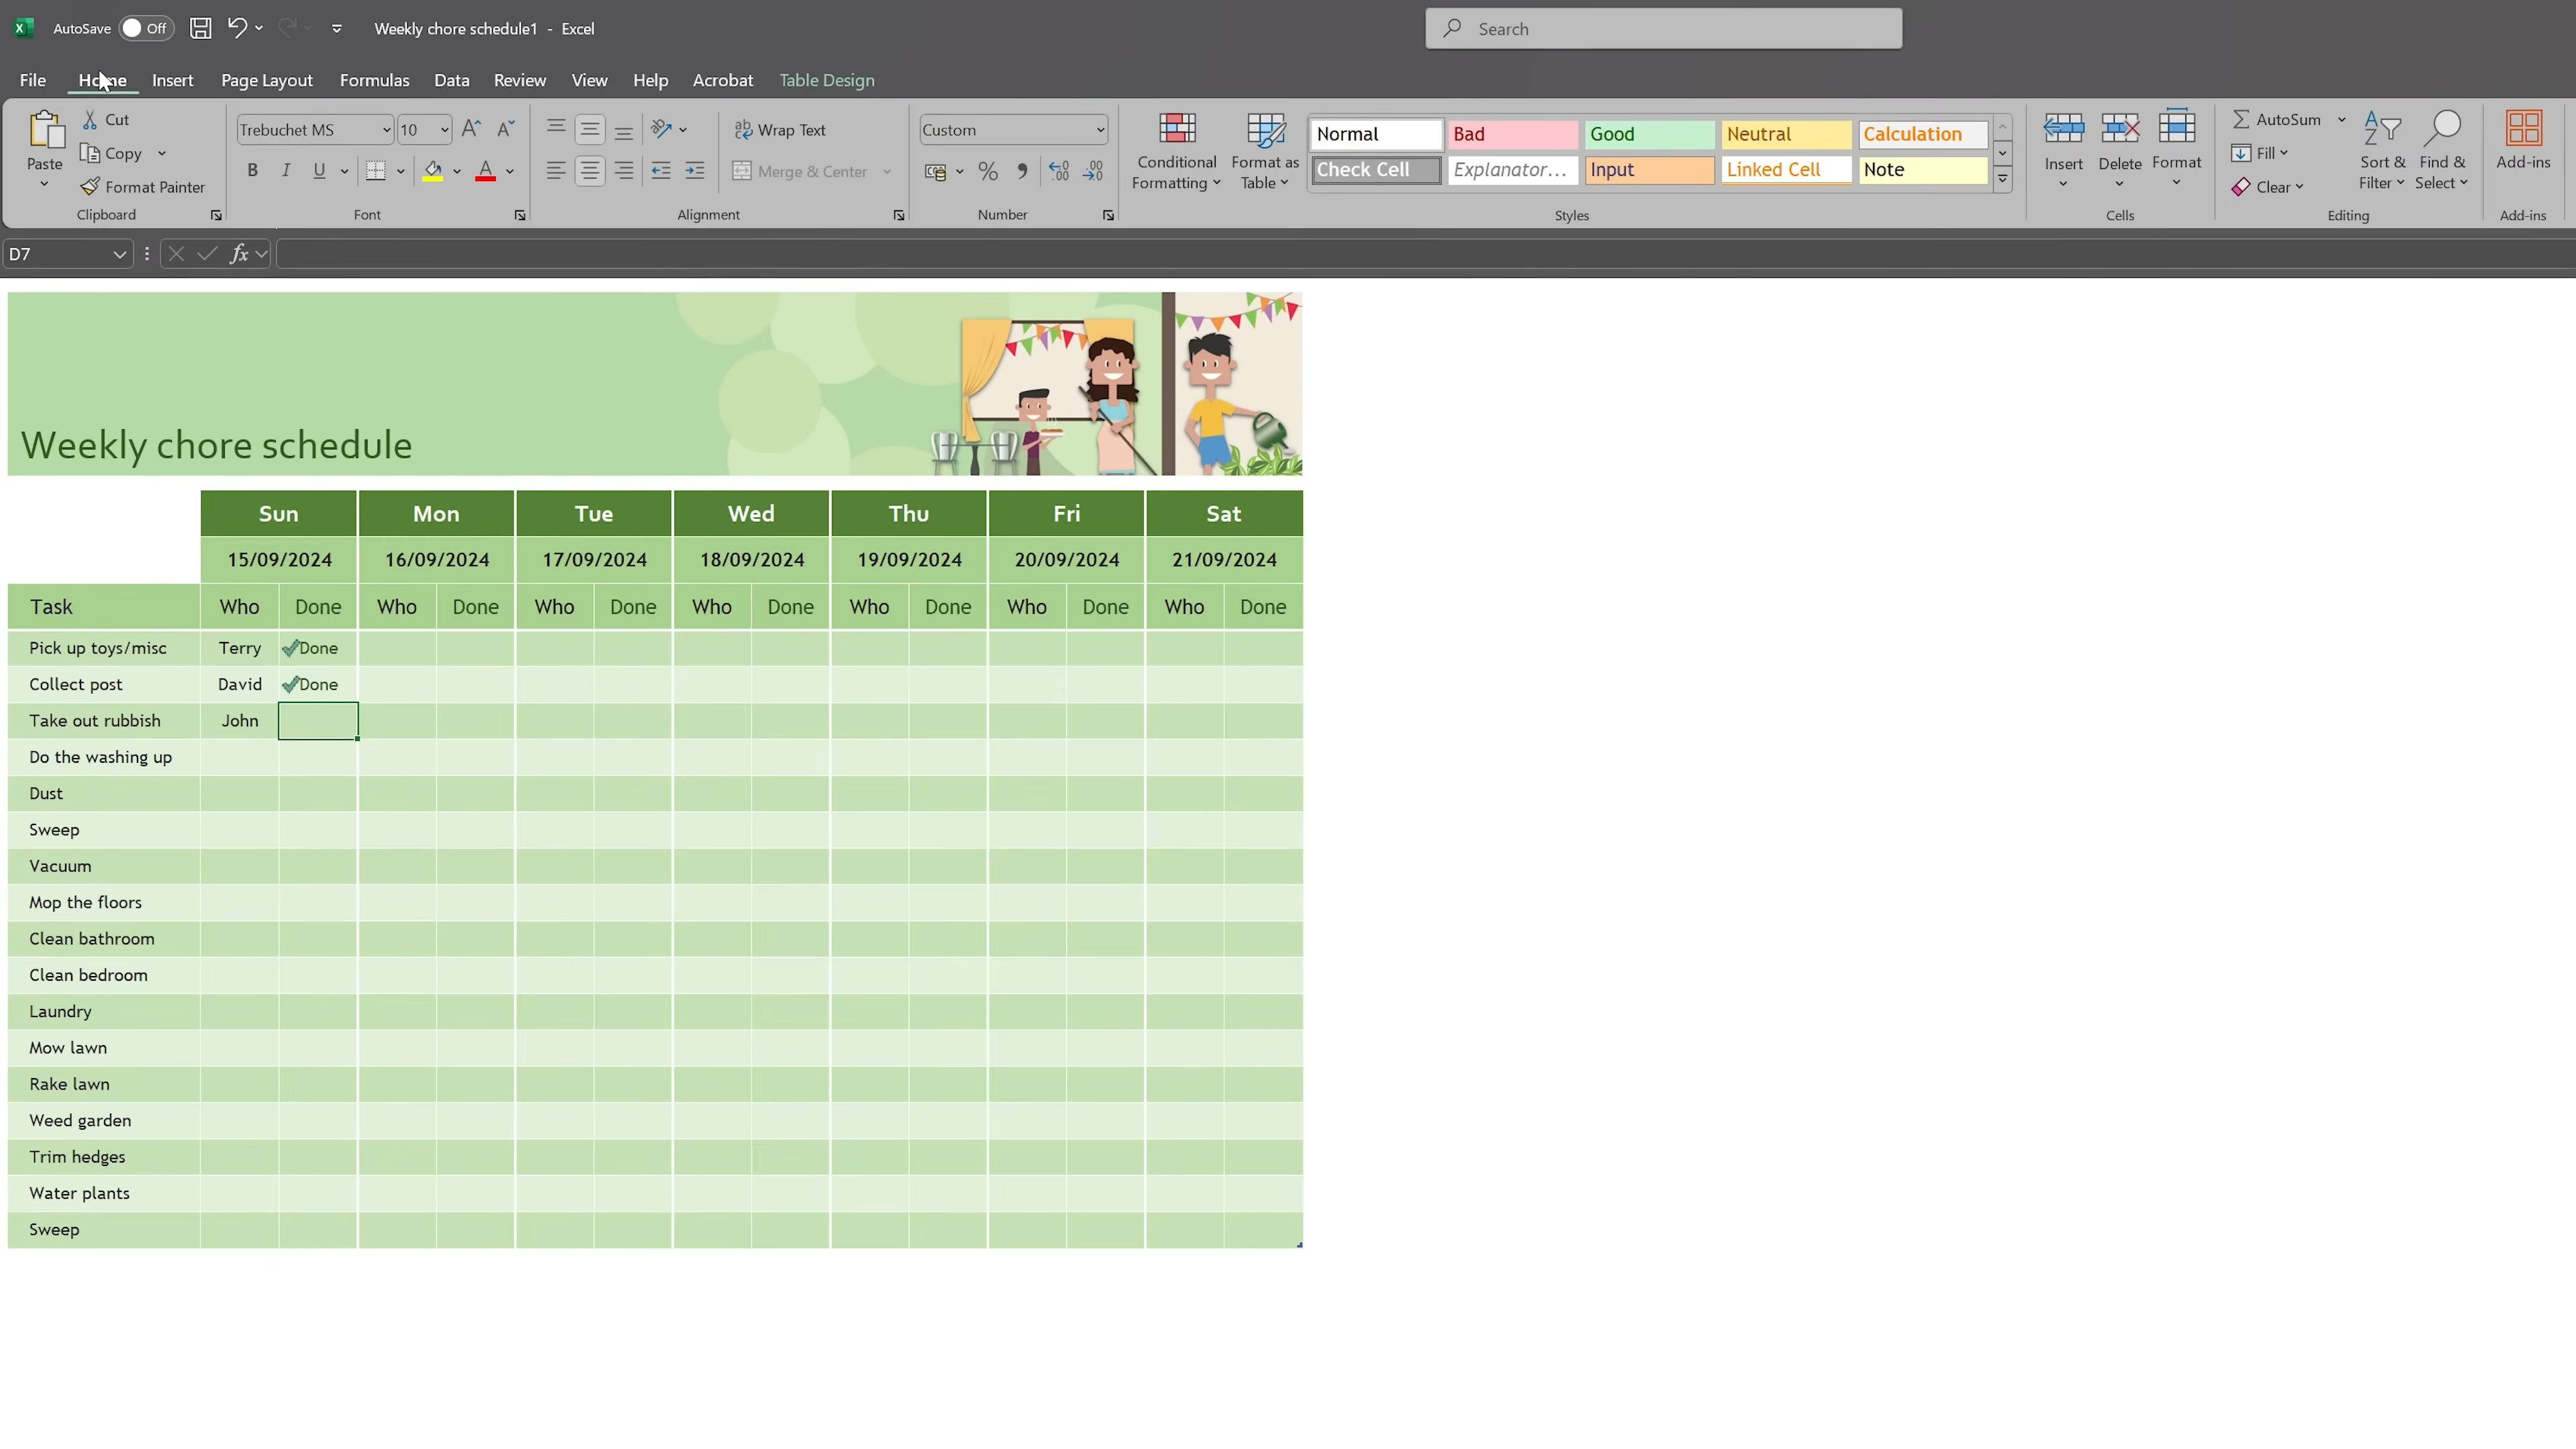 AutoSave Off Weekly chore schedule1 - Excel Search
File Home Insert Page Layout Formulas Data Review View Help Acrobat Table Design
Paste
Cut
Copy
Format Painter
Clipboard
Trebuchet MS 10
B I U A
Font
Wrap Text
Merge & Center
Alignment
Custom
% 
Number
Conditional Formatting
Format as Table
Normal Bad Good Neutral Calculation
Check Cell Explanator... Input Linked Cell Note
Styles
Insert Delete Format
Cells
AutoSum
Fill
Clear
Sort & Filter
Find & Select
Editing
Add-ins
Add-ins
D7 fx
Weekly chore schedule
Sun Mon Tue Wed Thu Fri Sat
15/09/2024 16/09/2024 17/09/2024 18/09/2024 19/09/2024 20/09/2024 21/09/2024
Task Who Done Who Done Who Done Who Done Who Done Who Done Who Done
Pick up toys/misc Terry Done
Collect post David Done
Take out rubbish John
Do the washing up
Dust
Sweep
Vacuum
Mop the floors
Clean bathroom
Clean bedroom
Laundry
Mow lawn
Rake lawn
Weed garden
Trim hedges
Water plants
Sweep